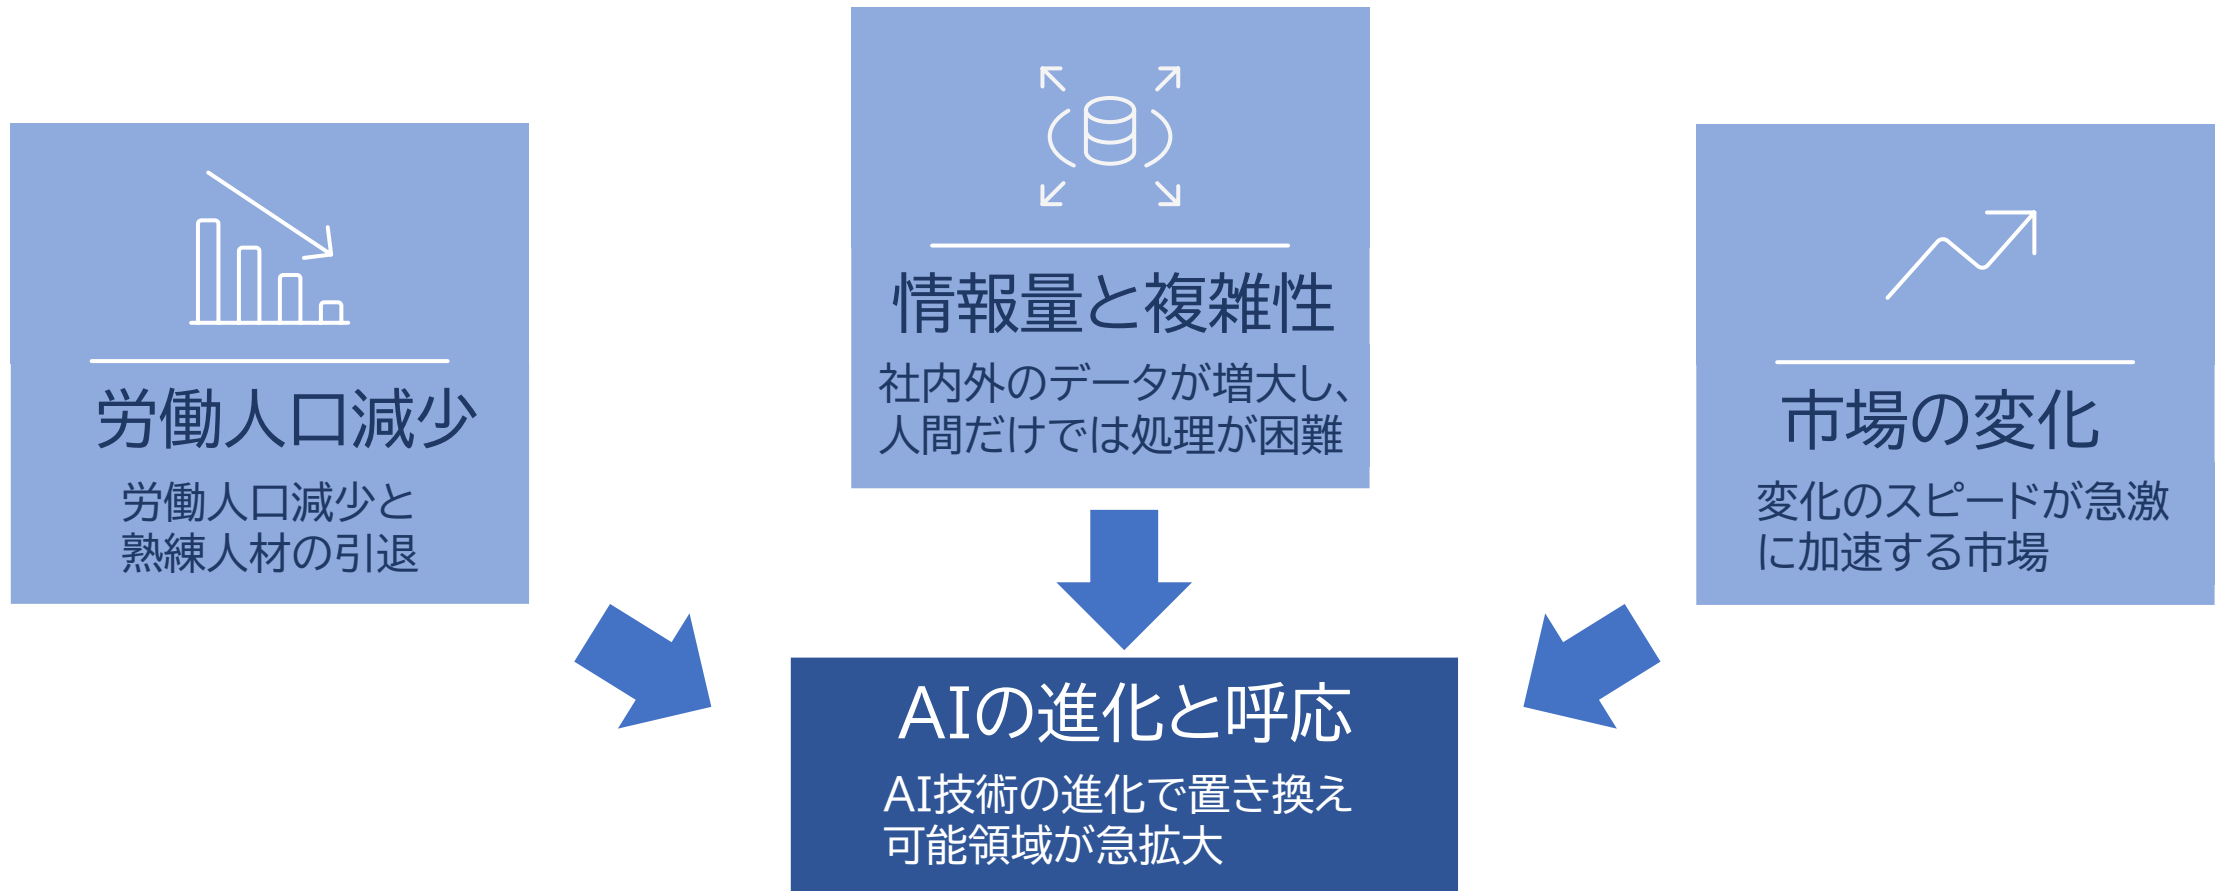 労働人口減少
労働人口減少と
熟練人材の引退
情報量と複雑性
社内外のデータが増大し、
人間だけでは処理が困難
市場の変化
変化のスピードが急激
に加速する市場
AIの進化と呼応
AI技術の進化で置き換え
可能領域が急拡大